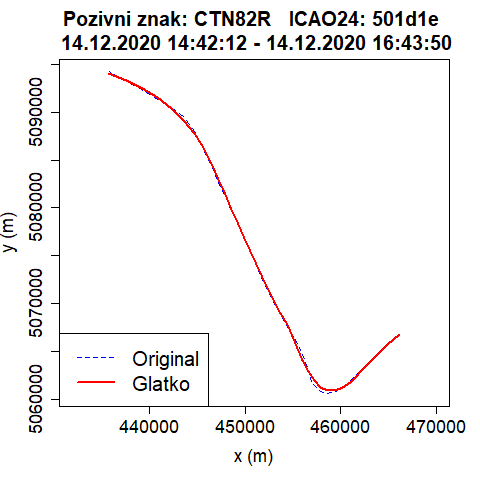 Pozivni znak: CTN82R   ICAO24: 501d1e
14.12.2020 14:42:12 - 14.12.2020 16:43:50
y (m)
5090000
5080000
5070000
5060000
Original
Glatko
440000 450000 460000 470000
x (m)